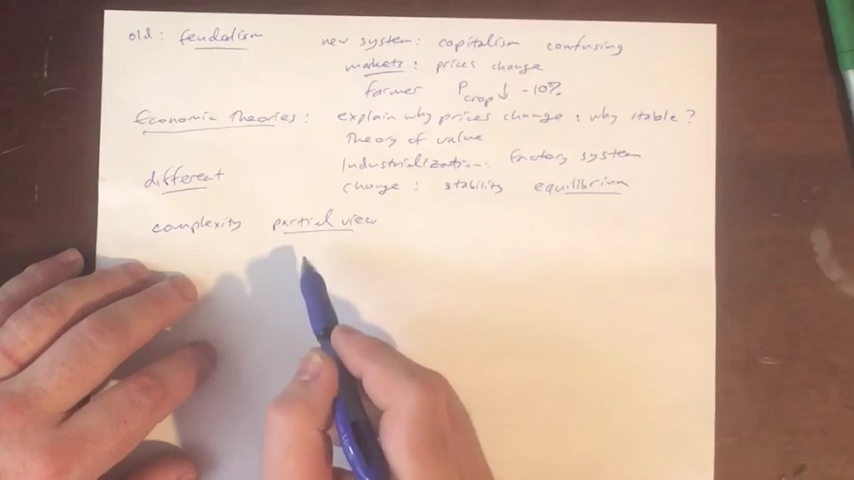 old: feudalism new system: capitalism confusing
markets: prices change
farmer P crop ↓ -10%
Economic Theories: explain why prices change: why stable?
Theory of value
Industrialization: factory system
different change: stability equilibrium
complexity partial view